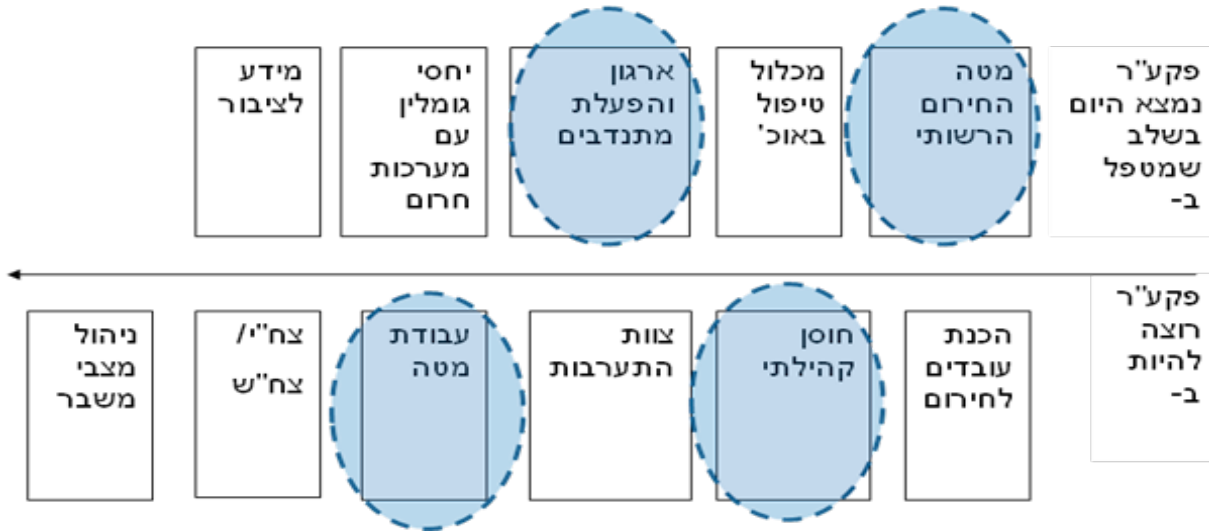 פקע"ר
נמצא היום
בשלב
שמטפל
ב-
מטה
החירום
הרשותי
מכלול
טיפול
באוכ'
ארגון
והפעלת
מתנדבים
יחסי
גומלין
עם
מערכות
חרום
מידע
לציבור
פקע"ר
רוצה
להיות
ב-
הכנת
עובדים
לחירום
חוסן
קהילתי
צוות
התערבות
עבודת
מטה
צח"י/
צח"ש
ניהול
מצבי
משבר